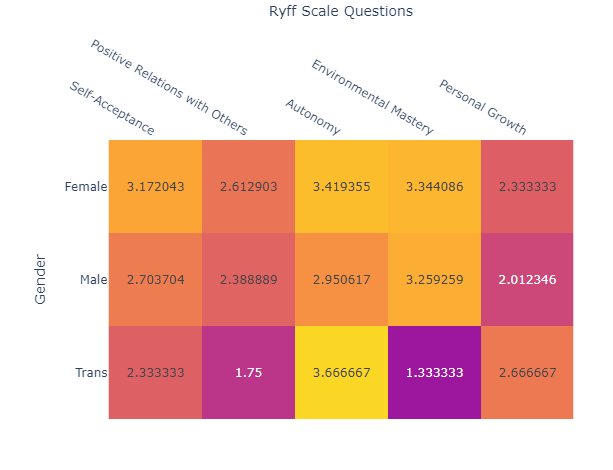 Ryff Scale Questions
Self-Acceptance
Positive Relations with Others
Autonomy
Environmental Mastery
Personal Growth
Gender
Female 3.172043 2.612903 3.419355 3.344086 2.333333
Male 2.703704 2.388889 2.950617 3.259259 2.012346
Trans 2.333333 1.75 3.666667 1.333333 2.666667